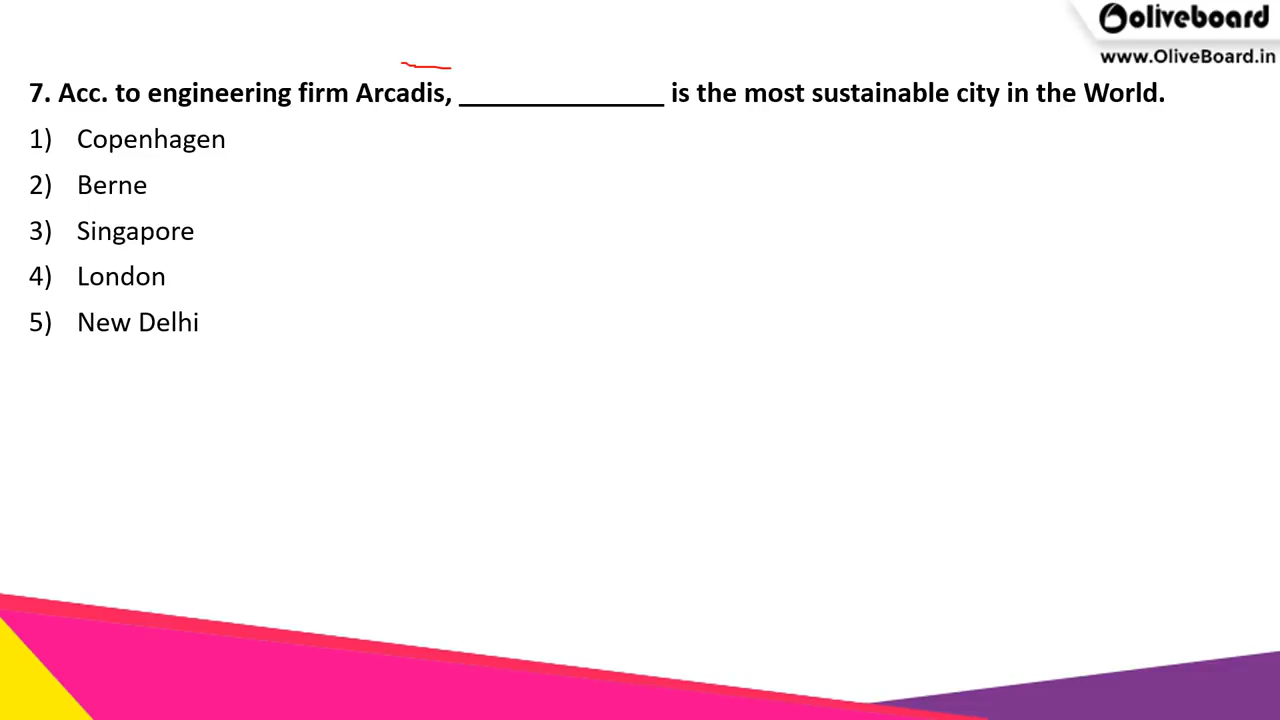 oliveboard
www.OliveBoard.in
7. Acc. to engineering firm Arcadis, ______________ is the most sustainable city in the World.
1) Copenhagen
2) Berne
3) Singapore
4) London
5) New Delhi